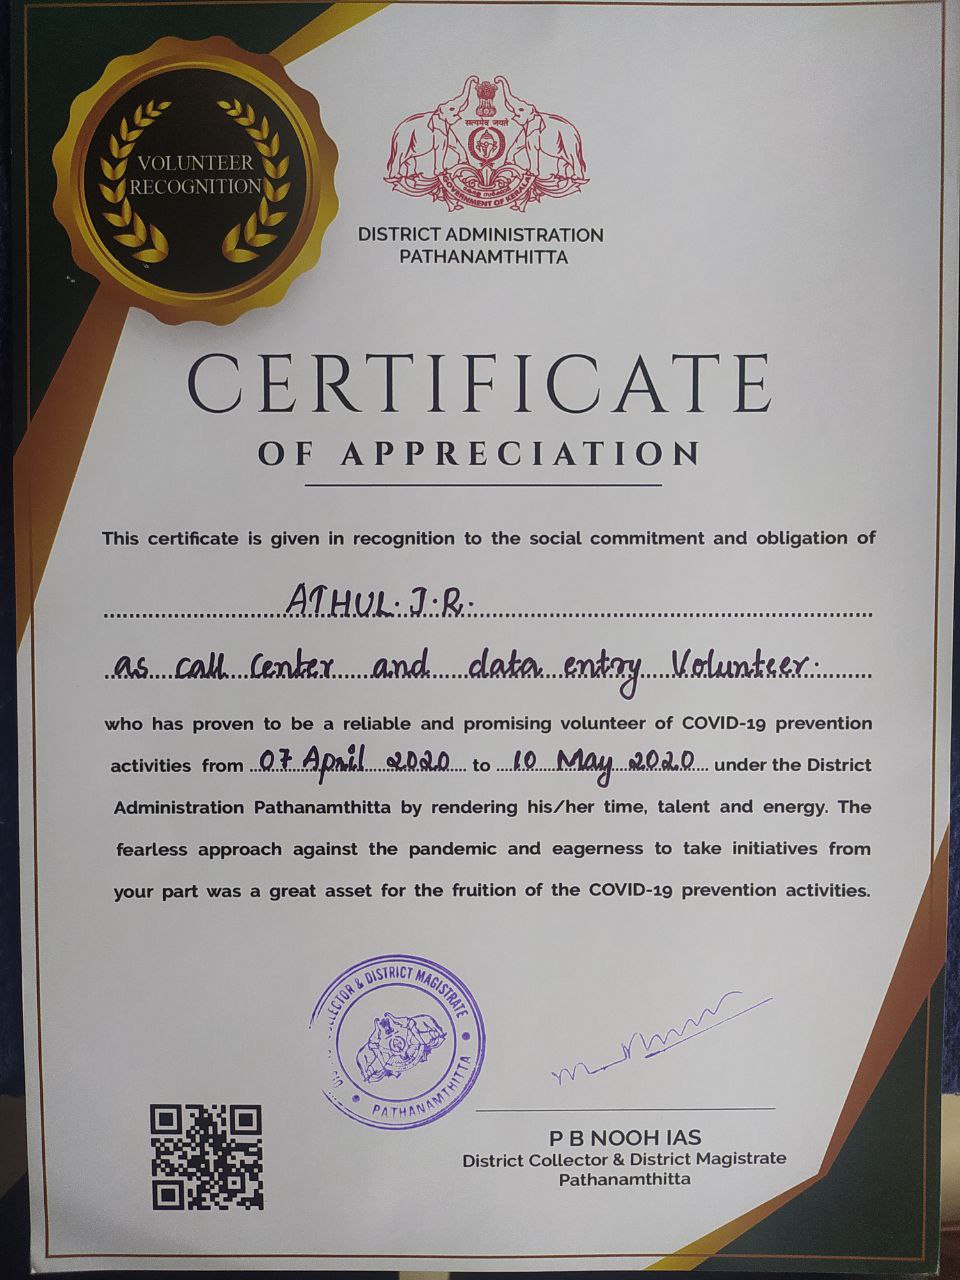 VOLUNTEER
RECOGNITION
सत्यमेव जयते
GOVERNMENT OF KERALA
DISTRICT ADMINISTRATION
PATHANAMTHITTA
CERTIFICATE
OF APPRECIATION
This certificate is given in recognition to the social commitment and obligation of
ATHUL.J.R.
as call center and data entry Volunteer.
who has proven to be a reliable and promising volunteer of COVID-19 prevention
activities from 07 April 2020 to 10 May 2020 under the District
Administration Pathanamthitta by rendering his/her time, talent and energy. The
fearless approach against the pandemic and eagerness to take initiatives from
your part was a great asset for the fruition of the COVID-19 prevention activities.
& DISTRICT MAGISTRATE
PATHANAMTHITTA
P B NOOH IAS
District Collector & District Magistrate
Pathanamthitta